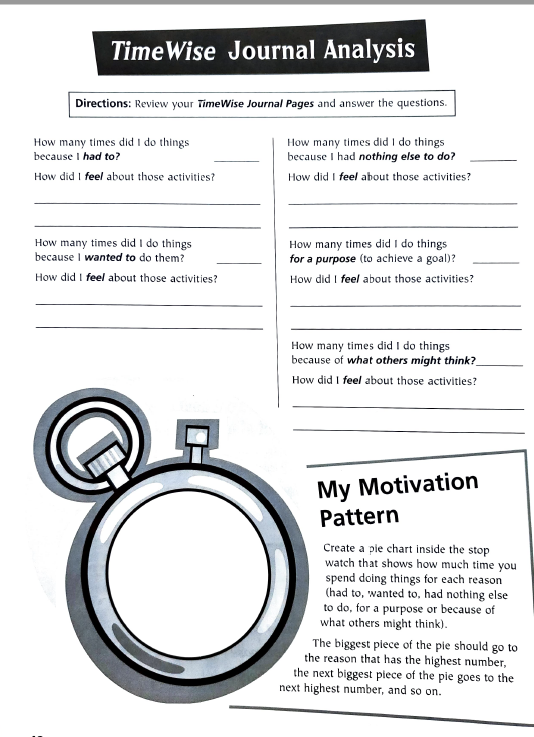 TimeWise Journal Analysis
Directions: Review your TimeWise Journal Pages and answer the questions.
How many times did I do things
because I had to?
How did I feel about those activities?
How many times did I do things
because I wanted to do them?
How did I feel about those activities?
How many times did I do things
because I had nothing else to do?
How did I feel about those activities?
How many times did I do things
for a purpose (to achieve a goal)?
How did I feel about those activities?
How many times did I do things
because of what others might think?
How did I feel about those activities?
My Motivation
Pattern
Create a pie chart inside the stop
watch that shows how much time you
spend doing things for each reason
(had to, wanted to, had nothing else
to do, for a purpose or because of
what others might think).
The biggest piece of the pie should go to
the reason that has the highest number,
the next biggest piece of the pie goes to the
next highest number, and so on.